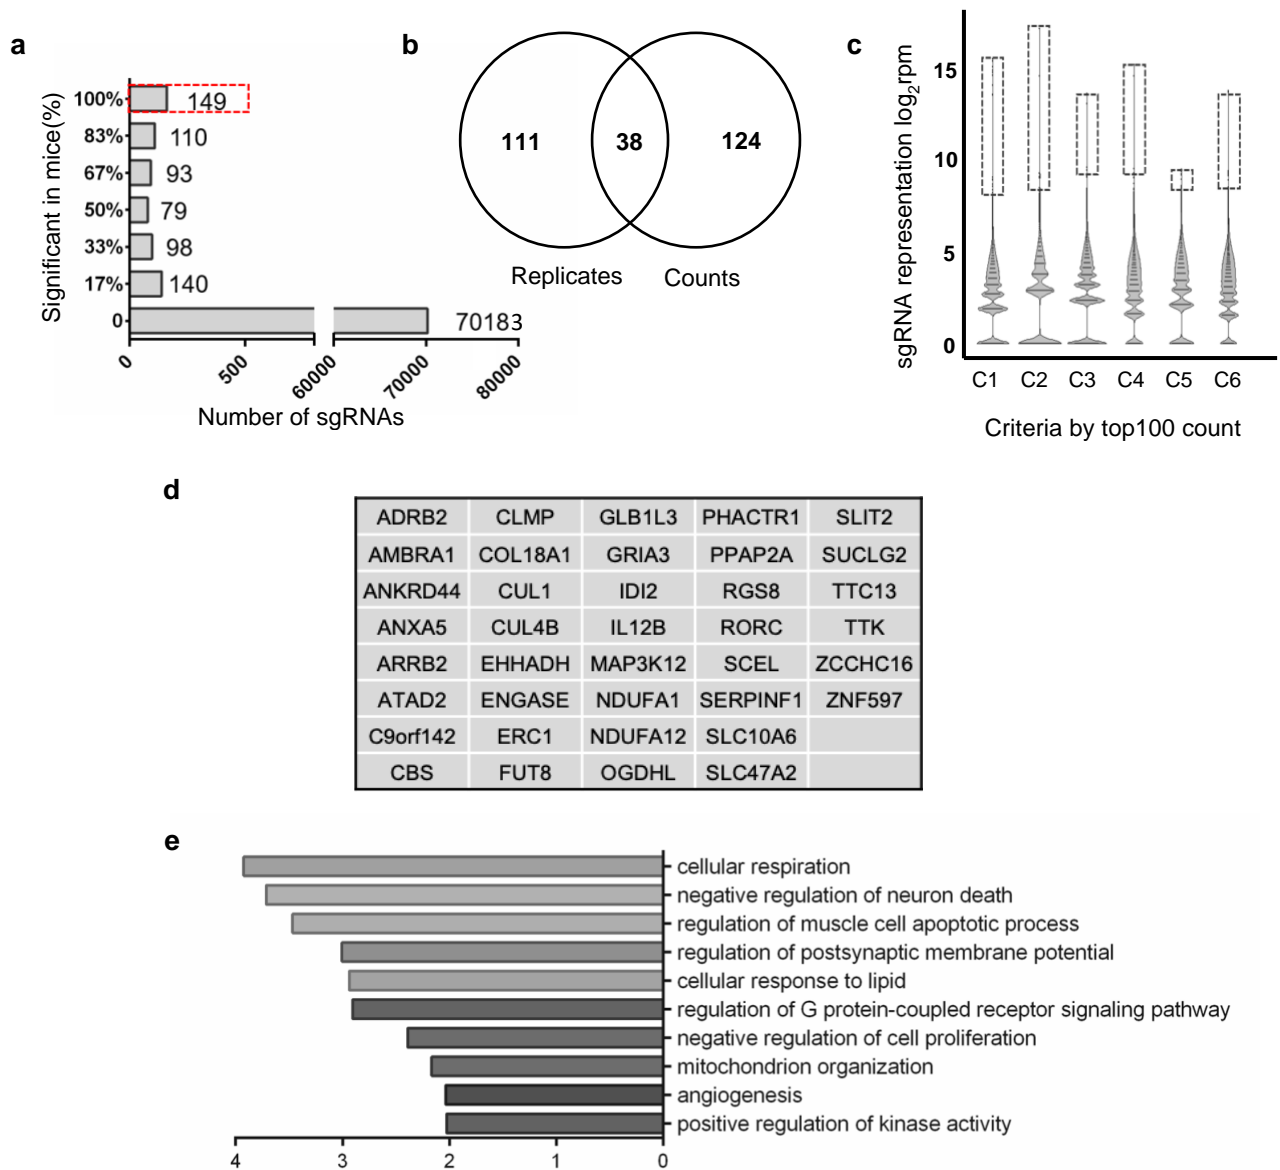 a
Significant in mice(%)
100% 149
83% 110
67% 93
50% 79
33% 98
17% 140
0 70183
0 500 60000 70000 80000
Number of sgRNAs
b
111 38 124
Replicates Counts
c
sgRNA representation log2rpm
15
10
5
0
C1 C2 C3 C4 C5 C6
Criteria by top100 count
d
ADRB2 CLMP GLB1L3 PHACTR1 SLIT2
AMBRA1 COL18A1 GRIA3 PPAP2A SUCLG2
ANKRD44 CUL1 IDI2 RGS8 TTC13
ANXA5 CUL4B IL12B RORC TTK
ARRB2 EHHADH MAP3K12 SCEL ZCCHC16
ATAD2 ENGASE NDUFA1 SERPINF1 ZNF597
C9orf142 ERC1 NDUFA12 SLC10A6
CBS FUT8 OGDHL SLC47A2
e
cellular respiration
negative regulation of neuron death
regulation of muscle cell apoptotic process
regulation of postsynaptic membrane potential
cellular response to lipid
regulation of G protein-coupled receptor signaling pathway
negative regulation of cell proliferation
mitochondrion organization
angiogenesis
positive regulation of kinase activity
4 3 2 1 0